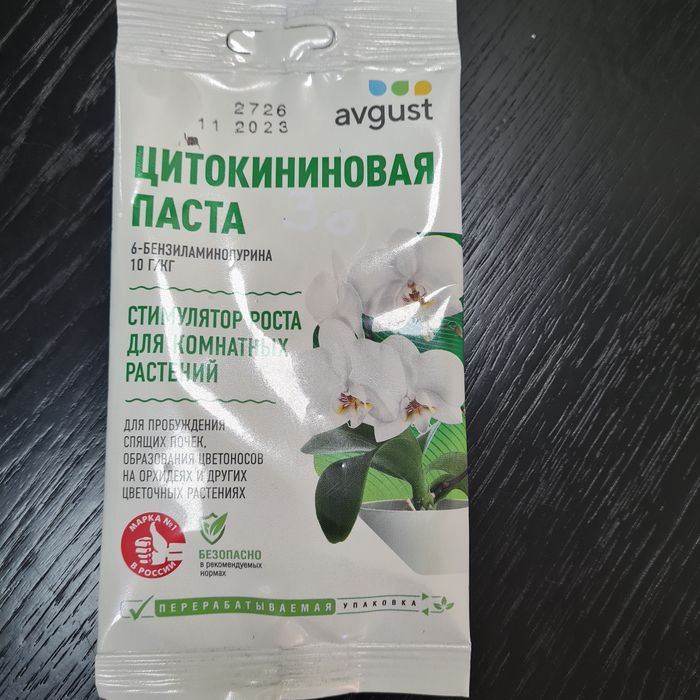 2726
11 2023
avgust
ЦИТОКИНИНОВАЯ
ПАСТА
30
6-БЕНЗИЛАМИНОПУРИНА
10 Г/КГ
СТИМУЛЯТОР РОСТА
ДЛЯ КОМНАТНЫХ
РАСТЕНИЙ
ДЛЯ ПРОБУЖДЕНИЯ
СПЯЩИХ ПОЧЕК,
ОБРАЗОВАНИЯ ЦВЕТОНОСОВ
НА ОРХИДЕЯХ И ДРУГИХ
ЦВЕТОЧНЫХ РАСТЕНИЯХ
МАРКА №1
В РОССИИ
БЕЗОПАСНО
в рекомендуемых
нормах
ПЕРЕРАБАТЫВАЕМАЯ УПАКОВКА